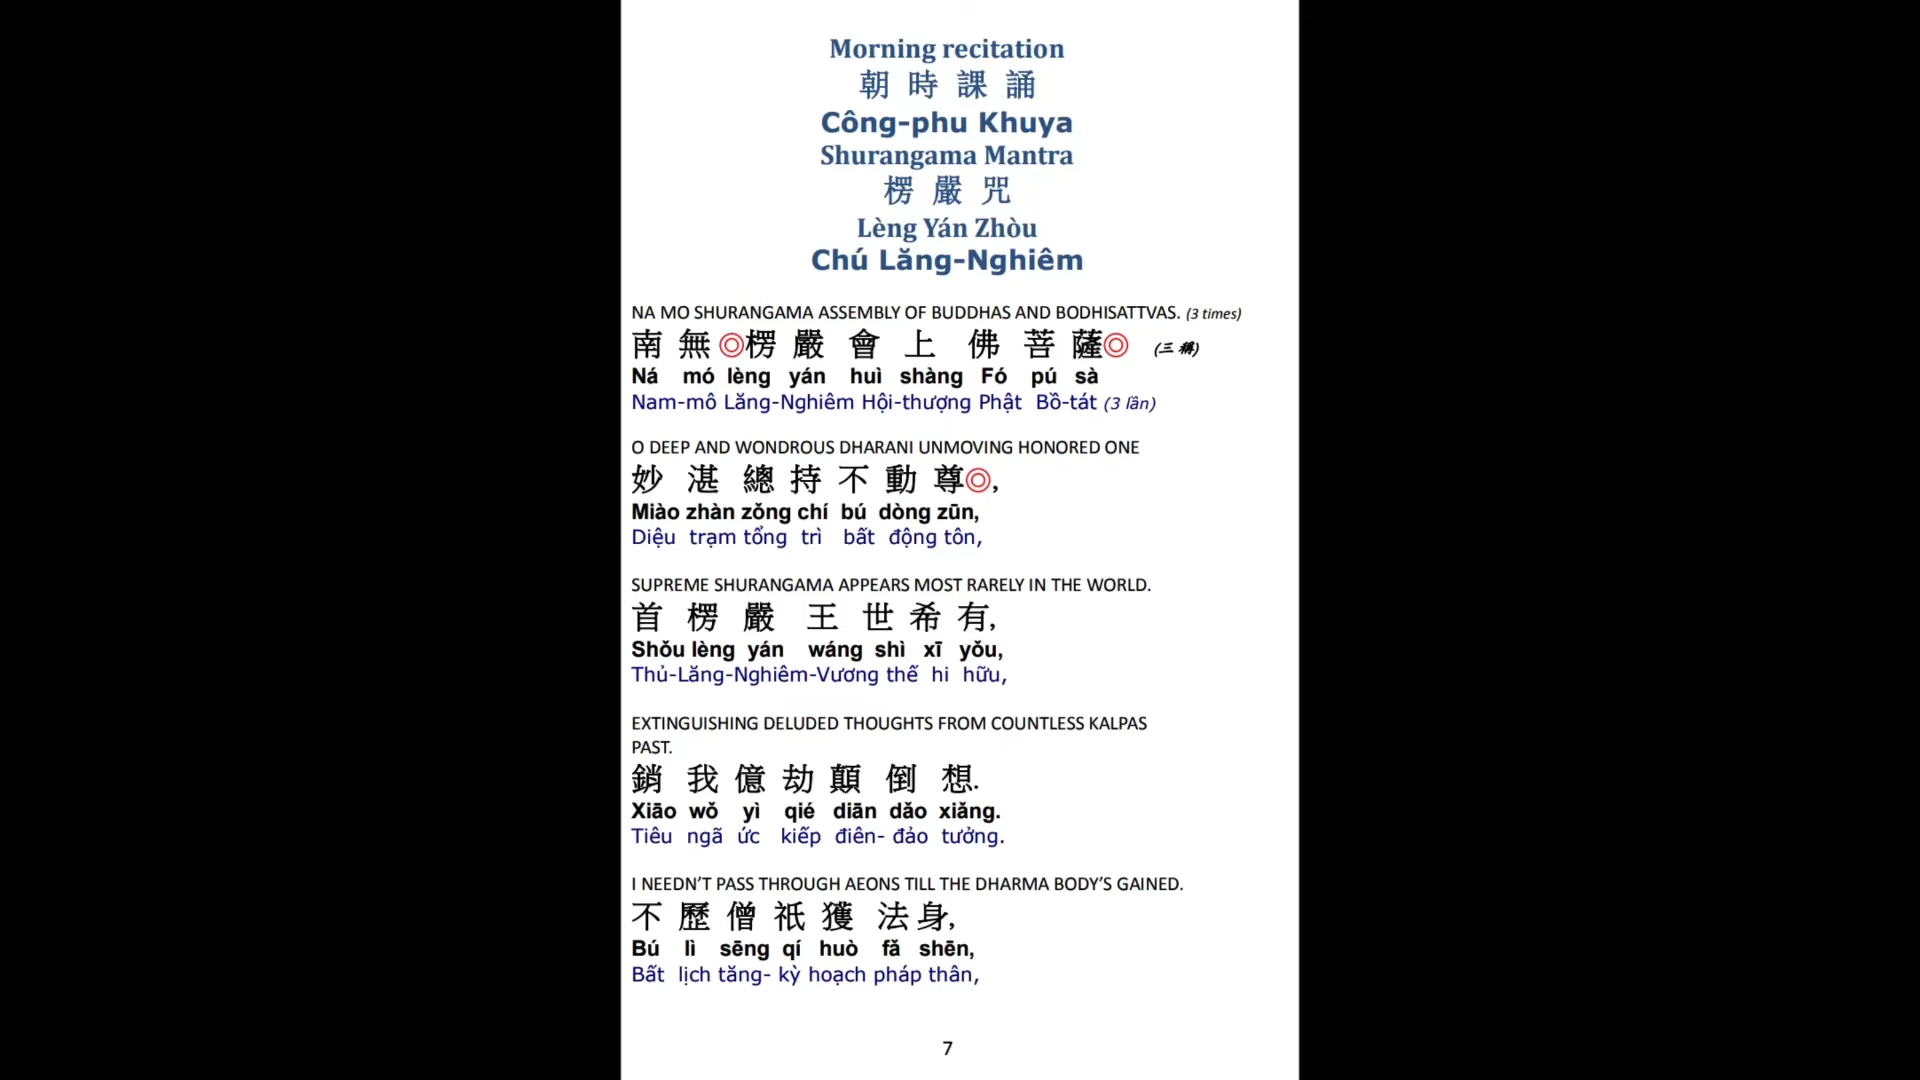 Morning recitation
朝 時 課 誦
Công-phu Khuya
Shurangama Mantra
楞 嚴 咒
Lèng Yán Zhòu
Chú Lăng-Nghiêm
NA MO SHURANGAMA ASSEMBLY OF BUDDHAS AND BODHISATTVAS. (3 times)
南 無 ◎楞 嚴 會 上 佛 菩 薩◎ (三 稱)
Ná mó lèng yán huì shàng Fó pú sà
Nam-mô Lăng-Nghiêm Hội-thượng Phật Bồ-tát (3 lần)
O DEEP AND WONDROUS DHARANI UNMOVING HONORED ONE
妙 湛 總 持 不 動 尊◎,
Miào zhàn zǒng chí bú dòng zūn,
Diệu trạm tổng trì bất động tôn,
SUPREME SHURANGAMA APPEARS MOST RARELY IN THE WORLD.
首 楞 嚴 王 世 希 有,
Shǒu lèng yán wáng shì xī yǒu,
Thủ-Lăng-Nghiêm-Vương thế hi hữu,
EXTINGUISHING DELUDED THOUGHTS FROM COUNTLESS KALPAS
PAST.
銷 我 億 劫 顛 倒 想.
Xiāo wǒ yì qié diān dǎo xiǎng.
Tiêu ngã ức kiếp điên- đảo tưởng.
I NEEDN’T PASS THROUGH AEONS TILL THE DHARMA BODY’S GAINED.
不 歷 僧 祇 獲 法 身,
Bú lì sēng qí huò fǎ shēn,
Bất lịch tăng- kỳ hoạch pháp thân,
7